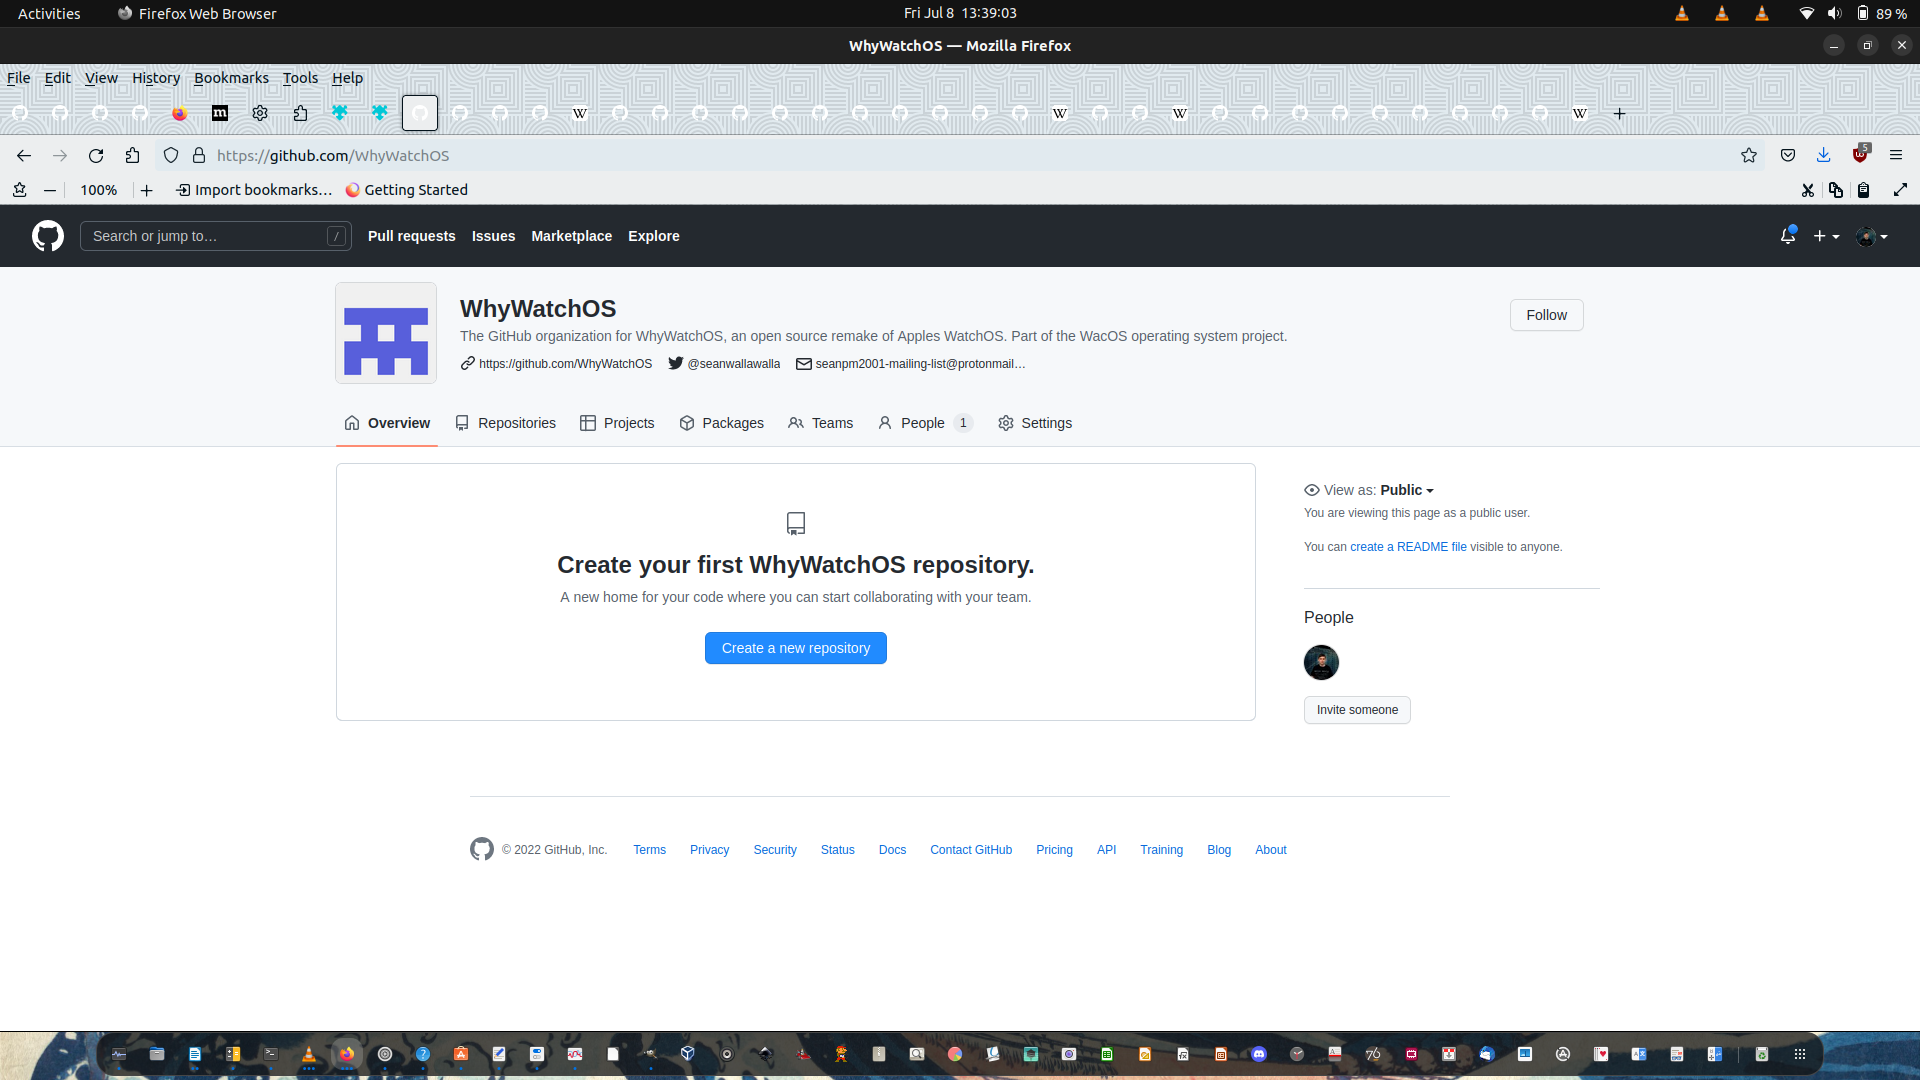 Activities Firefox Web Browser Fri Jul 8 13:39:03 89 %
WhyWatchOS — Mozilla Firefox
File Edit View History Bookmarks Tools Help
m W W W W
https://github.com/WhyWatchOS 5
100% Import bookmarks… Getting Started
Search or jump to… / Pull requests Issues Marketplace Explore
WhyWatchOS
Follow
The GitHub organization for WhyWatchOS, an open source remake of Apples WatchOS. Part of the WacOS operating system project.
https://github.com/WhyWatchOS @seanwallawalla seanpm2001-mailing-list@protonmail…
Overview Repositories Projects Packages Teams People 1 Settings
View as: Public
You are viewing this page as a public user.
You can create a README file visible to anyone.
Create your first WhyWatchOS repository.
A new home for your code where you can start collaborating with your team.
Create a new repository
People
Invite someone
© 2022 GitHub, Inc. Terms Privacy Security Status Docs Contact GitHub Pricing API Training Blog About